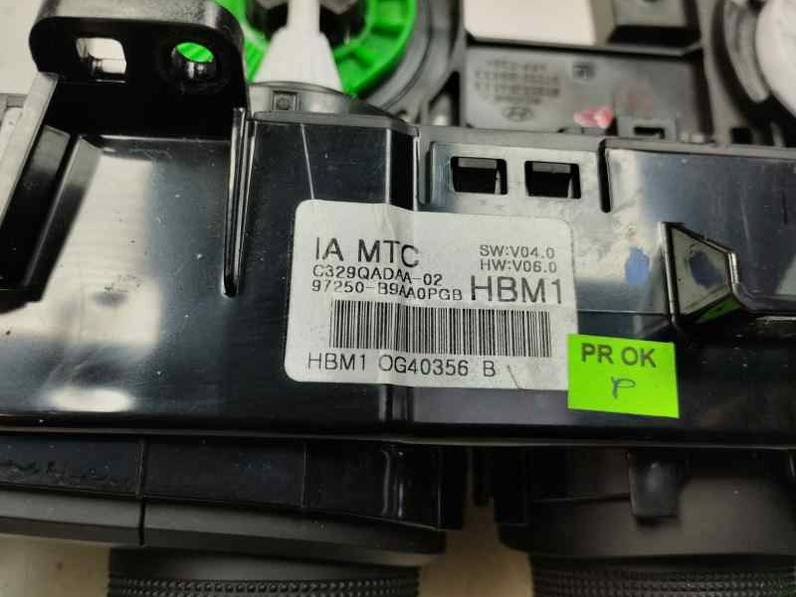 IA MTC SW:V04.0
C329QADAA-02 HW:V06.0
97250-B9AA0PGB HBM1
HBM1 OG40356 B
PR OK
P